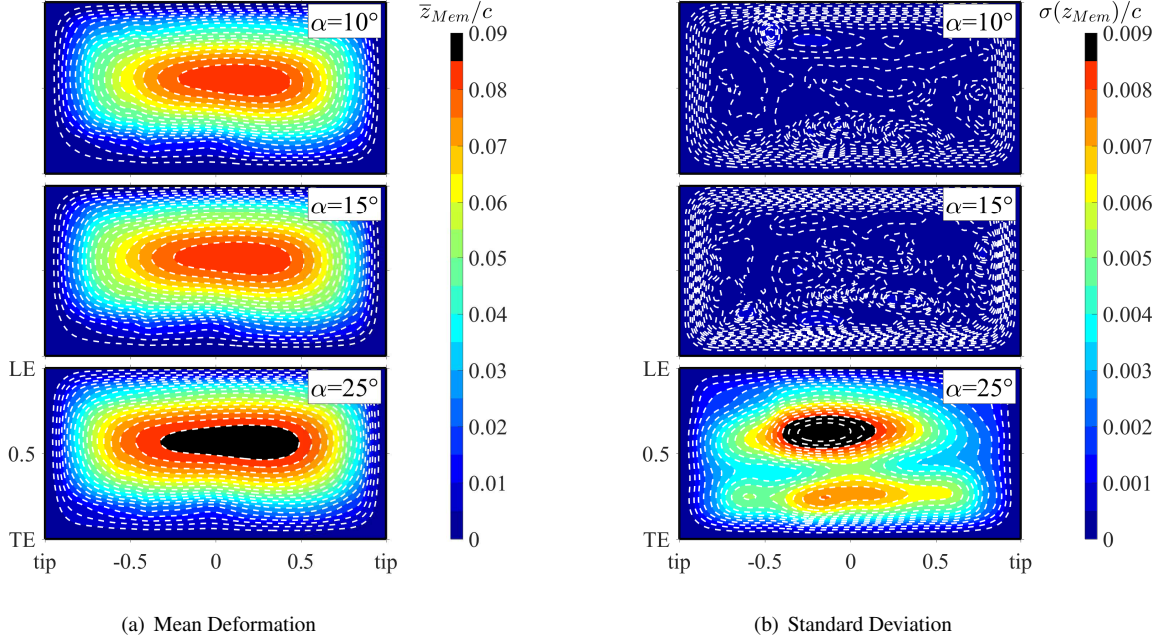 z̅_Mem/c
α=10°
0.09
0.08
0.07
0.06
0.05
0.04
0.03
0.02
0.01
0
α=15°
LE
α=25°
0.5
TE
tip
-0.5
0
0.5
tip
(a) Mean Deformation
σ(z_Mem)/c
α=10°
0.009
0.008
0.007
0.006
0.005
0.004
0.003
0.002
0.001
0
α=15°
LE
α=25°
0.5
TE
tip
-0.5
0
0.5
tip
(b) Standard Deviation